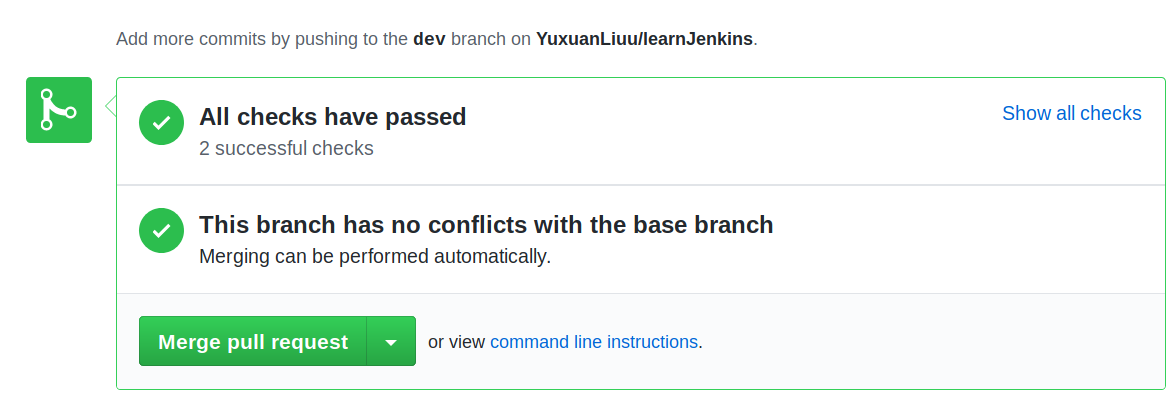 Add more commits by pushing to the dev branch on YuxuanLiuu/learnJenkins.
All checks have passed
Show all checks
2 successful checks
This branch has no conflicts with the base branch
Merging can be performed automatically.
Merge pull request
or view command line instructions.